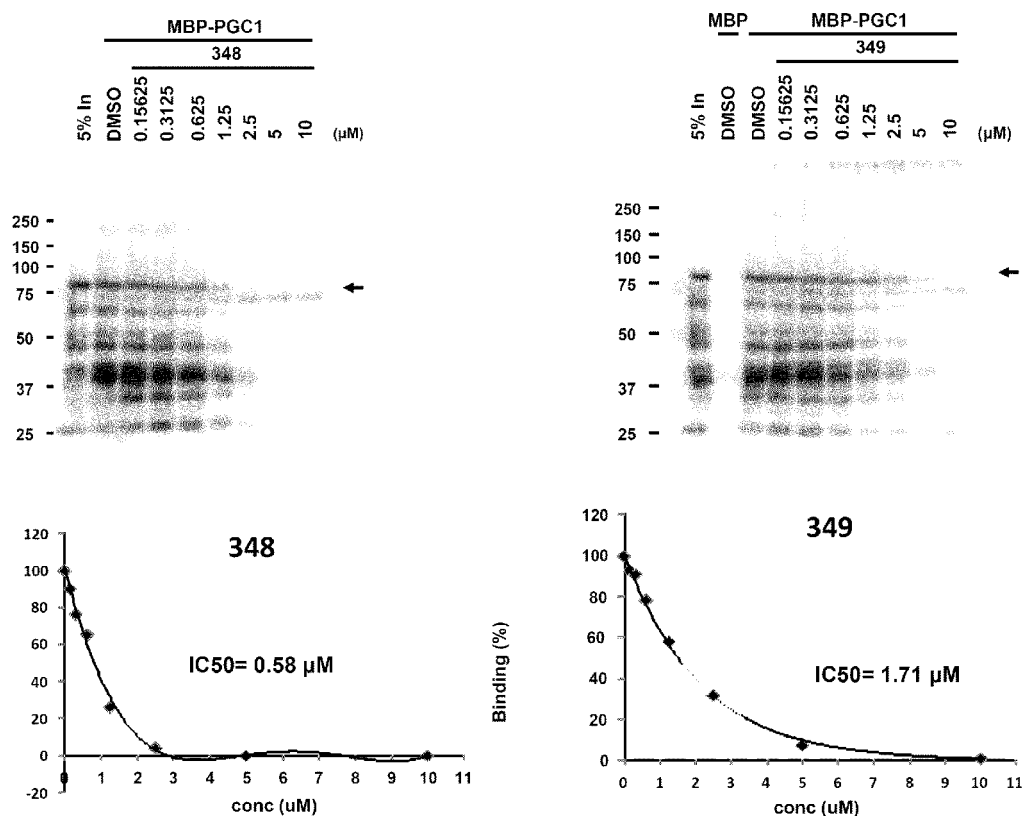 MBP-PGC1
348
5% In
DMSO
0.15625
0.3125
0.625
1.25
2.5
5
10
(µM)
250
150
100
75
50
37
25
MBP
MBP-PGC1
349
5% In
DMSO
DMSO
0.15625
0.3125
0.625
1.25
2.5
5
10
(µM)
250
150
100
75
50
37
25
348
IC50= 0.58 µM
120
100
80
60
40
20
0
-20
0 1 2 3 4 5 6 7 8 9 10 11
conc (uM)
349
IC50= 1.71 µM
Binding (%)
120
100
80
60
40
20
0
0 1 2 3 4 5 6 7 8 9 10 11
conc (uM)